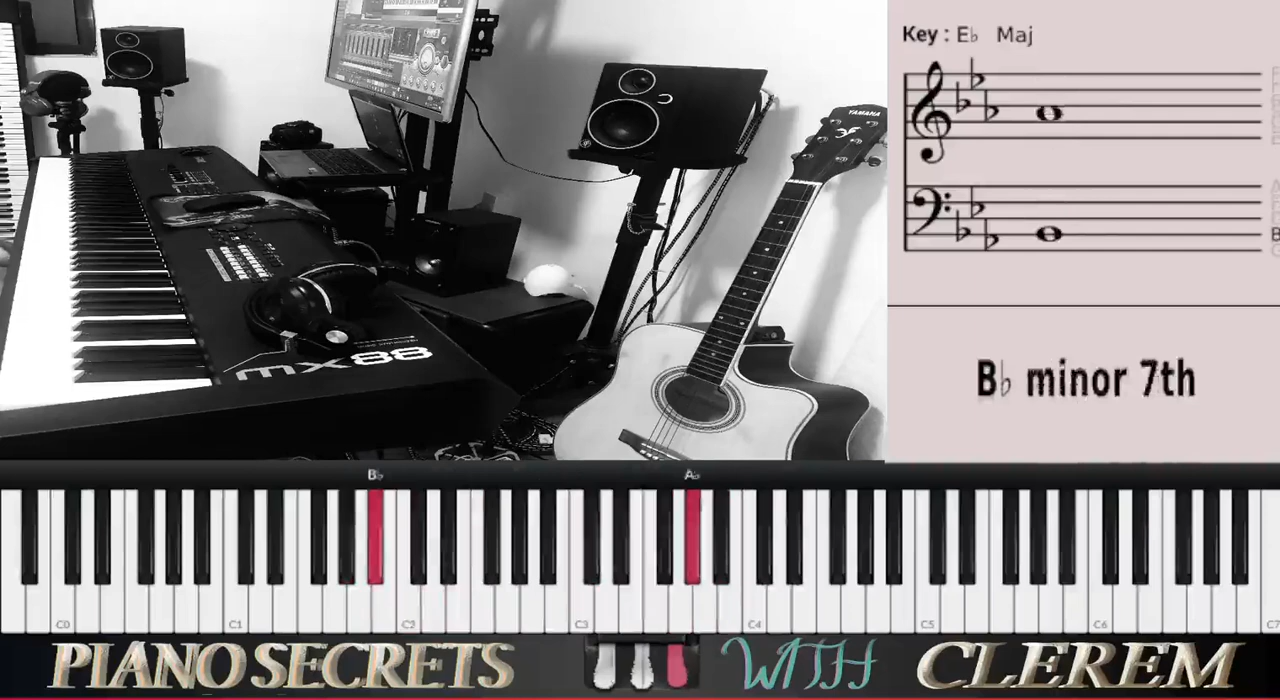 Key : E♭ Maj
YAMAHA
mx88
B♭ minor 7th
B♭ A♭
C0 C1 C2 C3 C4 C5 C6 C7
PIANO SECRETS WITH CLEREM